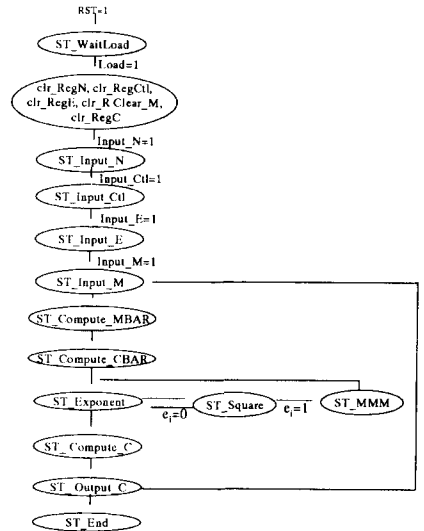 RST=1
ST_WaitLoad
Load=1
clr_RegN, clr_RegCtl,
clr_RegE, clr_R Clear_M,
clr_RegC
Input_N=1
ST_Input_N
Input_Ctl=1
ST_Input_Ctl
Input_E=1
ST_Input_E
Input_M=1
ST_Input_M
ST_Compute_MBAR
ST_Compute_CBAR
ST_Exponent
e_i=0
ST_Square
e_i=1
ST_MMM
ST_Compute_C
ST_Output_C
ST_End